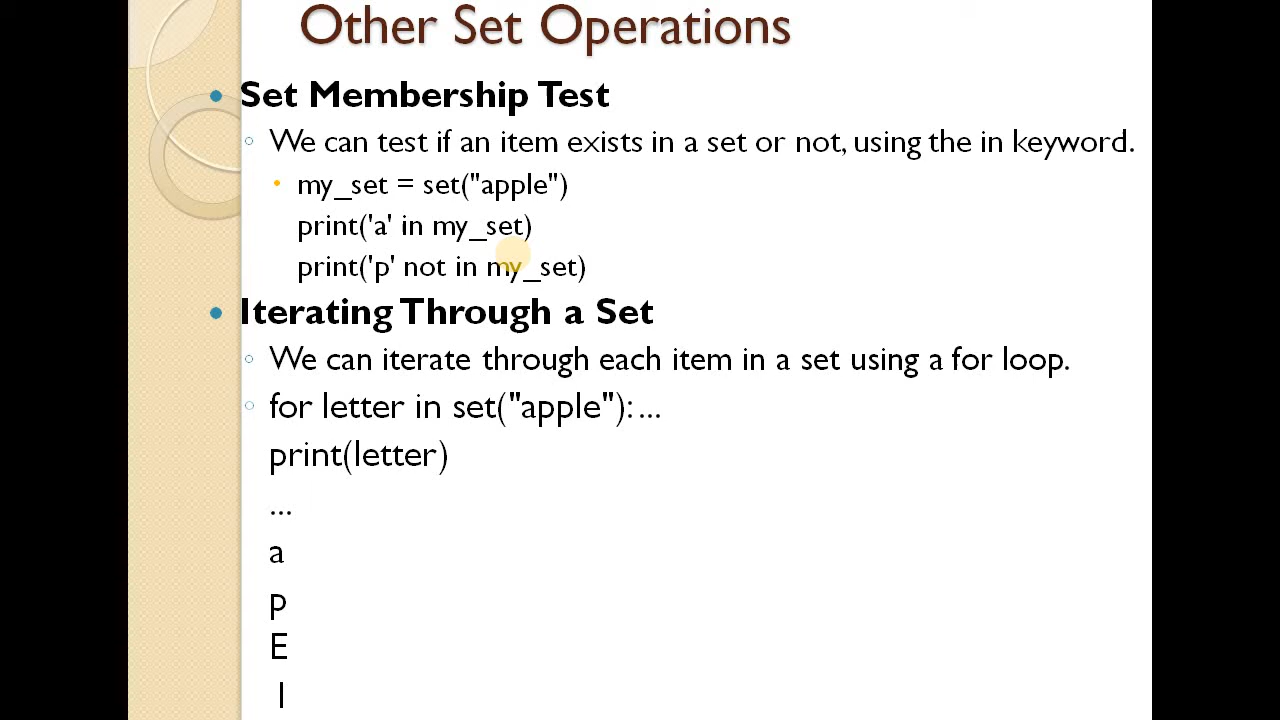 Other Set Operations
Set Membership Test
We can test if an item exists in a set or not, using the in keyword.
my_set = set("apple")
print('a' in my_set)
print('p' not in my_set)
Iterating Through a Set
We can iterate through each item in a set using a for loop.
for letter in set("apple"): ...
print(letter)
...
a
p
E
l